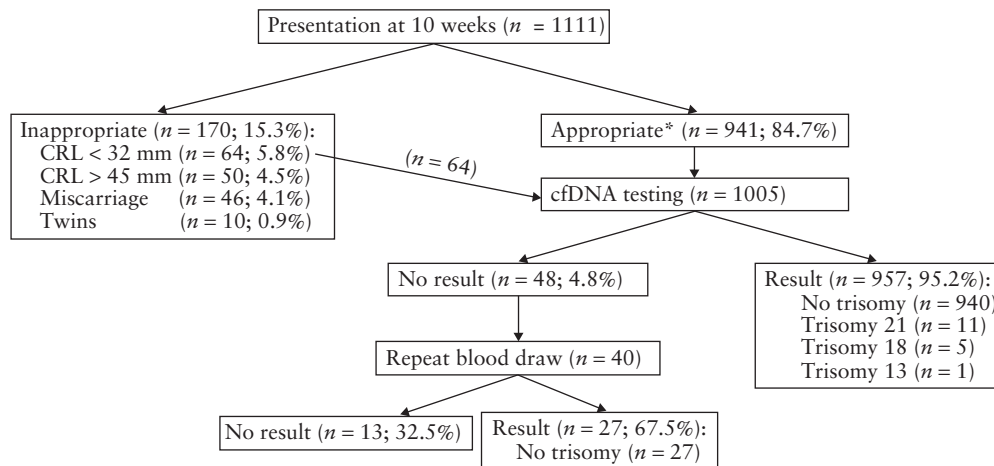 Presentation at 10 weeks (n = 1111)
Inappropriate (n = 170; 15.3%):
CRL < 32 mm (n = 64; 5.8%)
CRL > 45 mm (n = 50; 4.5%)
Miscarriage (n = 46; 4.1%)
Twins (n = 10; 0.9%)
(n = 64)
Appropriate* (n = 941; 84.7%)
cfDNA testing (n = 1005)
No result (n = 48; 4.8%)
Result (n = 957; 95.2%):
No trisomy (n = 940)
Trisomy 21 (n = 11)
Trisomy 18 (n = 5)
Trisomy 13 (n = 1)
Repeat blood draw (n = 40)
No result (n = 13; 32.5%)
Result (n = 27; 67.5%):
No trisomy (n = 27)